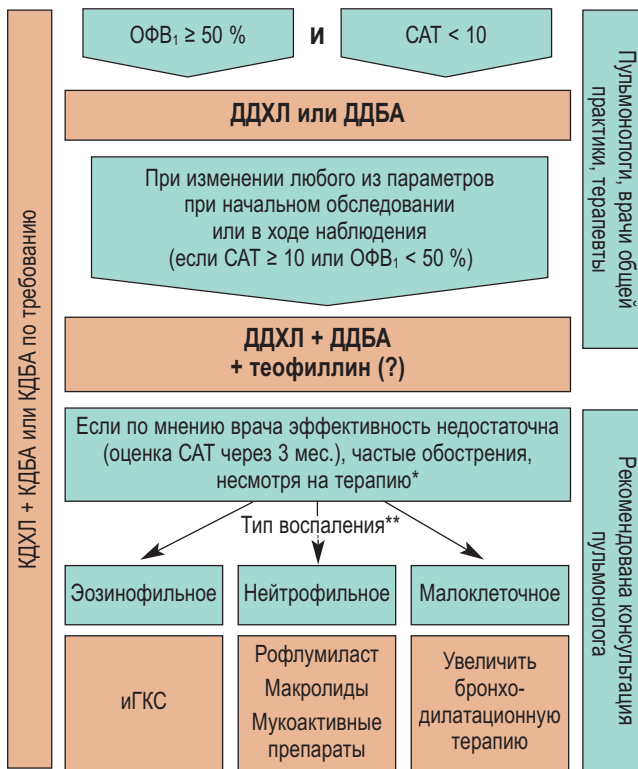 ОФВ₁ ≥ 50 %
и
САТ < 10
ДДХЛ или ДДБА
При изменении любого из параметров
при начальном обследовании
или в ходе наблюдения
(если САТ ≥ 10 или ОФВ₁ < 50 %)
ДДХЛ + ДДБА
+ теофиллин (?)
Если по мнению врача эффективность недостаточна
(оценка САТ через 3 мес.), частые обострения,
несмотря на терапию*
Тип воспаления**
Эозинофильное
Нейтрофильное
Малоклеточное
иГКС
Рофлумиласт
Макролиды
Мукоактивные
препараты
Увеличить
бронхо-
дилатационную
терапию
КДХЛ + КДБА или КДБА по требованию
Пульмонологи, врачи общей
практики, терапевты
Рекомендована консультация
пульмонолога